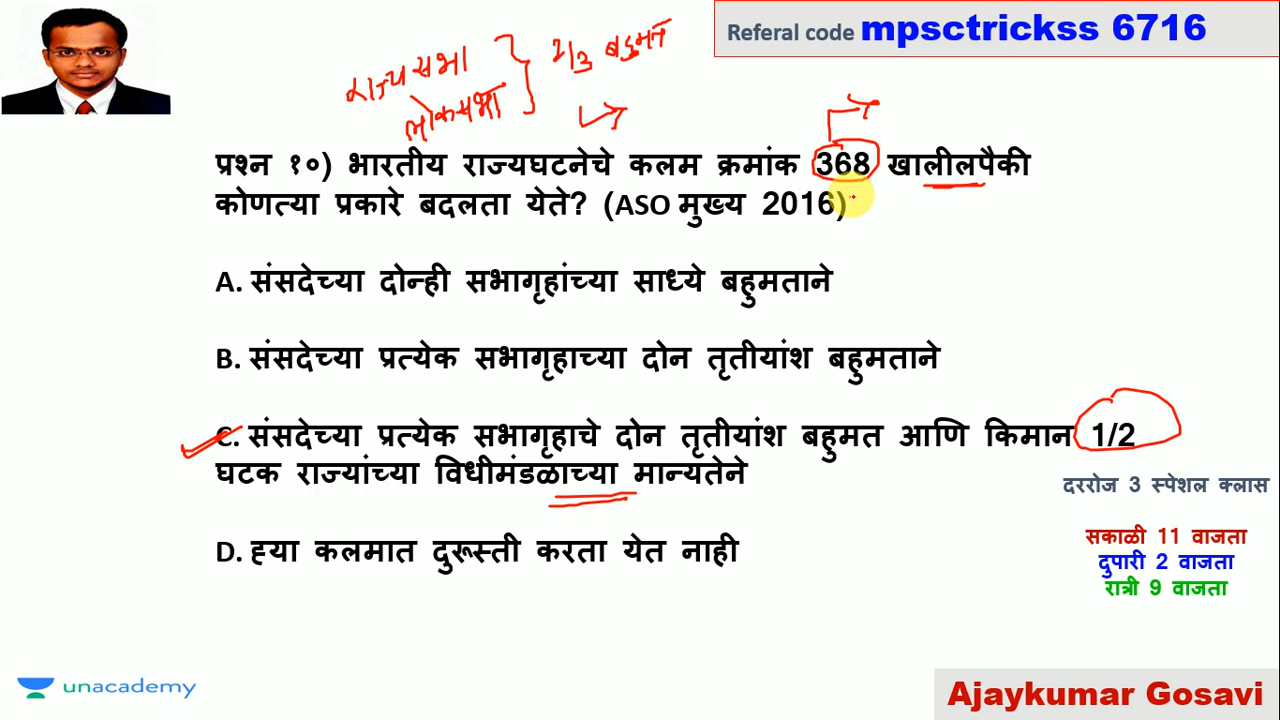 Referal code mpsctrickss 6716
राज्यसभा
लोकसभा
2/3 बहुमत
प्रश्न १०) भारतीय राज्यघटनेचे कलम क्रमांक 368 खालीलपैकी
कोणत्या प्रकारे बदलता येते? (ASO मुख्य 2016)
A. संसदेच्या दोन्ही सभागृहांच्या साध्ये बहुमताने
B. संसदेच्या प्रत्येक सभागृहाच्या दोन तृतीयांश बहुमताने
C. संसदेच्या प्रत्येक सभागृहाचे दोन तृतीयांश बहुमत आणि किमान 1/2
घटक राज्यांच्या विधीमंडळाच्या मान्यतेने
दररोज 3 स्पेशल क्लास
सकाळी 11 वाजता
D. ह्या कलमात दुरूस्ती करता येत नाही
दुपारी 2 वाजता
रात्री 9 वाजता
unacademy
Ajaykumar Gosavi